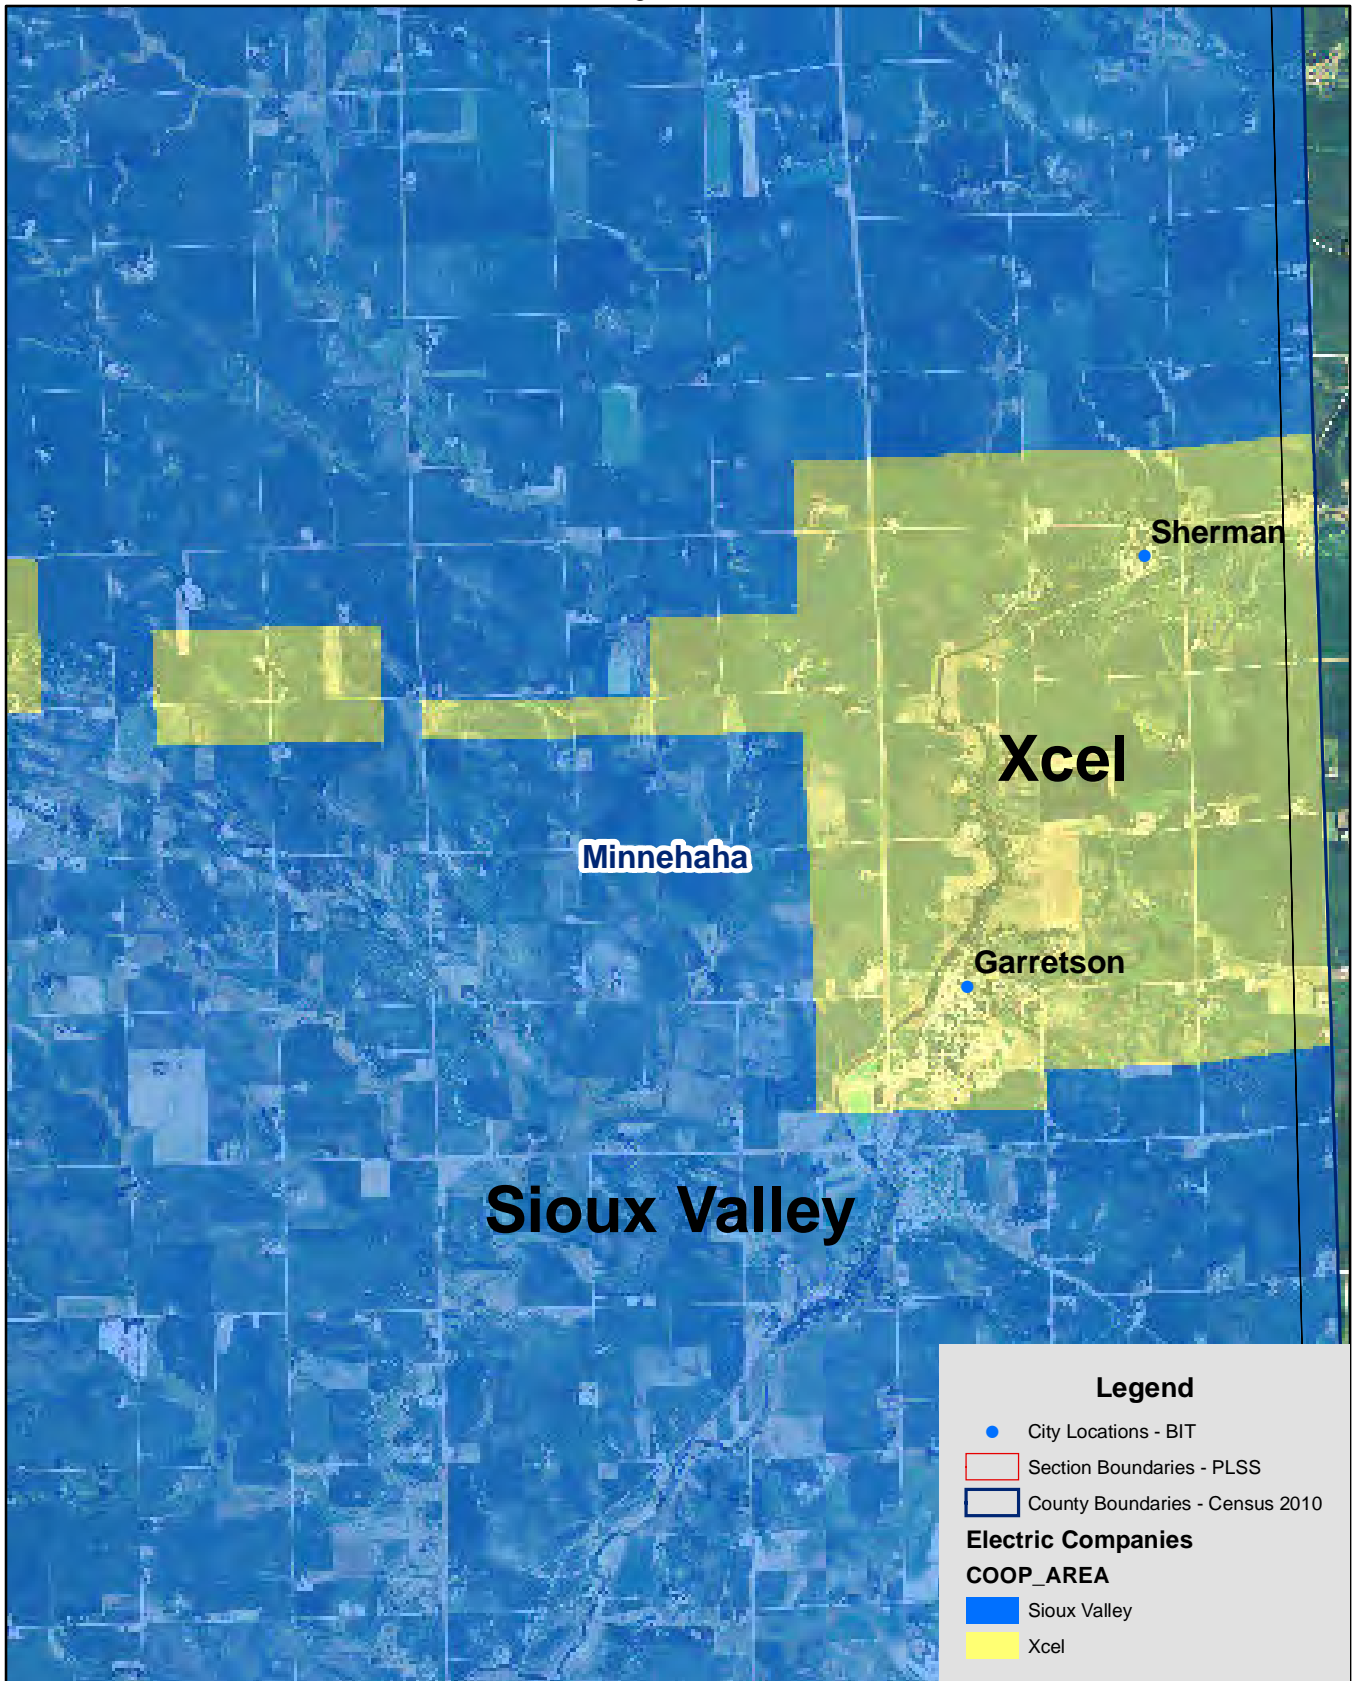 Sherman
Xcel
Minnehaha
Garretson
Sioux Valley
Legend
City Locations - BIT
Section Boundaries - PLSS
County Boundaries - Census 2010
Electric Companies
COOP_AREA
Sioux Valley
Xcel